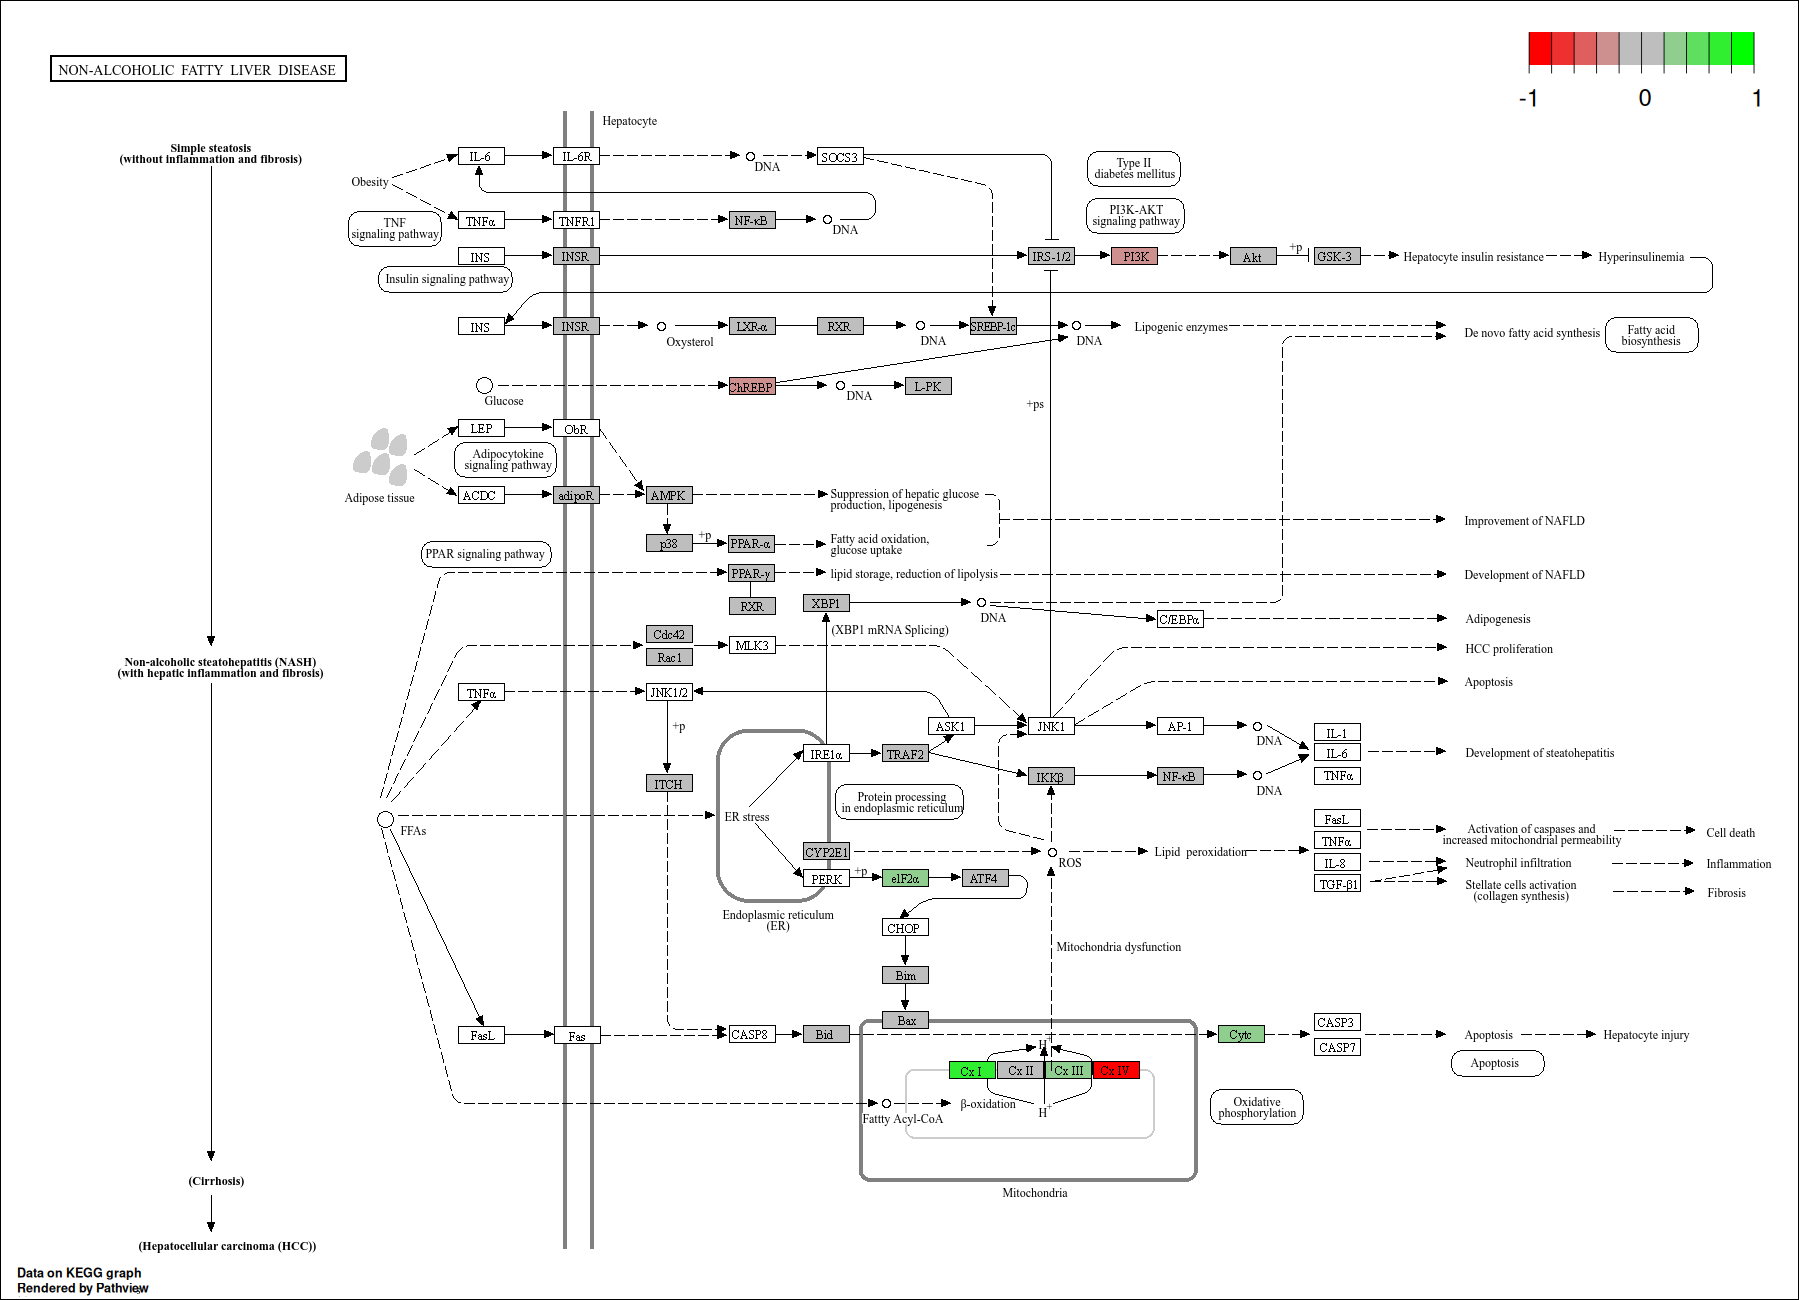 NON-ALCOHOLIC FATTY LIVER DISEASE
-1
0
1
Hepatocyte
Simple steatosis
(without inflammation and fibrosis)
IL-6
IL-6R
DNA
SOCS3
Type II
diabetes mellitus
Obesity
TNF
signaling pathway
TNFα
TNFR1
NF-κB
DNA
PI3K-AKT
signaling pathway
INS
INSR
IRS-1/2
PI3K
Akt
+p
GSK-3
Hepatocyte insulin resistance
Hyperinsulinemia
Insulin signaling pathway
INS
INSR
Oxysterol
LXR-α
RXR
DNA
SREBP-1c
DNA
Lipogenic enzymes
De novo fatty acid synthesis
Fatty acid
biosynthesis
Glucose
ChREBP
DNA
L-PK
+ps
LEP
ObR
Adipocytokine
signaling pathway
Adipose tissue
ACDC
adipoR
AMPK
Suppression of hepatic glucose
production, lipogenesis
Improvement of NAFLD
p38
+p
PPAR-α
Fatty acid oxidation,
glucose uptake
PPAR signaling pathway
PPAR-γ
lipid storage, reduction of lipolysis
Development of NAFLD
RXR
XBP1
DNA
C/EBPα
Adipogenesis
(XBP1 mRNA Splicing)
Cdc42
Rac1
MLK3
HCC proliferation
Non-alcoholic steatohepatitis (NASH)
(with hepatic inflammation and fibrosis)
TNFα
JNK1/2
Apoptosis
+p
ASK1
JNK1
AP-1
DNA
IL-1
IL-6
TNFα
Development of steatohepatitis
IRE1α
TRAF2
IKKβ
NF-κB
DNA
ITCH
Protein processing
in endoplasmic reticulum
ER stress
FFAs
CYP2E1
ROS
Lipid peroxidation
FasL
TNFα
IL-8
TGF-β1
Activation of caspases and
increased mitochondrial permeability
Cell death
Neutrophil infiltration
Inflammation
Stellate cells activation
(collagen synthesis)
Fibrosis
PERK
+p
eIF2α
ATF4
Endoplasmic reticulum
(ER)
CHOP
Mitochondria dysfunction
Bim
Bax
FasL
Fas
CASP8
Bid
Cytc
CASP3
CASP7
Apoptosis
Hepatocyte injury
Apoptosis
H+
Cx I
Cx II
Cx III
Cx IV
β-oxidation
H+
Fattty Acyl-CoA
Oxidative
phosphorylation
Mitochondria
(Cirrhosis)
(Hepatocellular carcinoma (HCC))
Data on KEGG graph
Rendered by Pathview